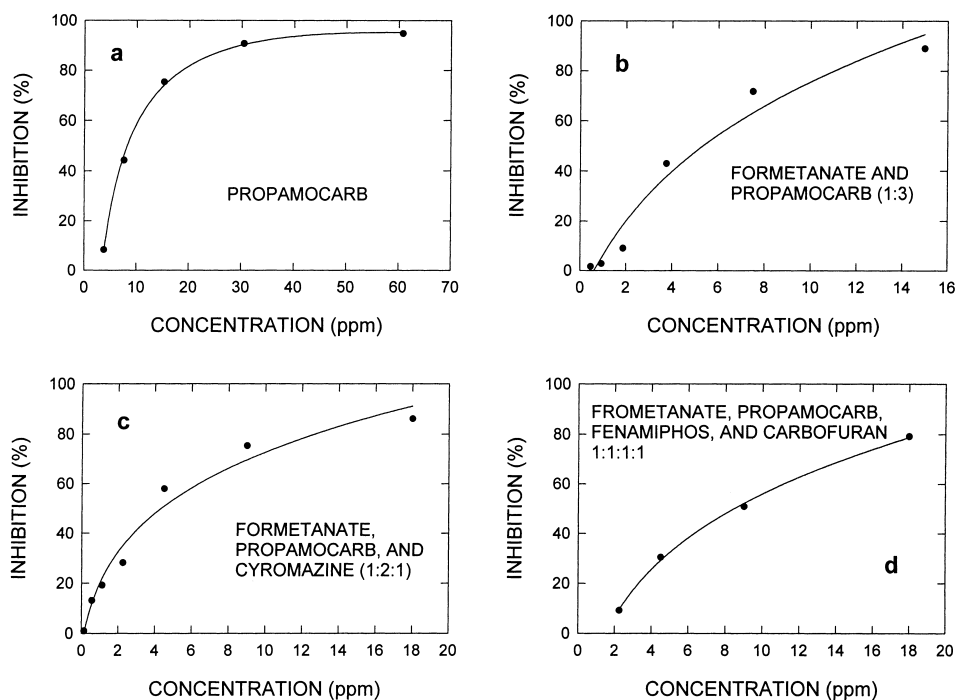 a
INHIBITION (%)
100
80
60
40
20
0
PROPAMOCARB
0 10 20 30 40 50 60 70
CONCENTRATION (ppm)
b
INHIBITION (%)
100
80
60
40
20
0
FORMETANATE AND
PROPAMOCARB (1:3)
0 2 4 6 8 10 12 14 16
CONCENTRATION (ppm)
c
INHIBITION (%)
100
80
60
40
20
0
FORMETANATE,
PROPAMOCARB, AND
CYROMAZINE (1:2:1)
0 2 4 6 8 10 12 14 16 18 20
CONCENTRATION (ppm)
INHIBITION (%)
100
80
60
40
20
0
FROMETANATE, PROPAMOCARB,
FENAMIPHOS, AND CARBOFURAN
1:1:1:1
d
0 2 4 6 8 10 12 14 16 18 20
CONCENTRATION (ppm)